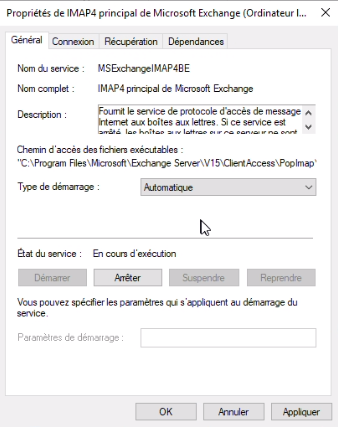 Propriétés de IMAP4 principal de Microsoft Exchange (Ordinateur l...
Général
Connexion
Récupération
Dépendances
Nom du service :
MSExchangeIMAP4BE
Nom complet :
IMAP4 principal de Microsoft Exchange
Description :
Fournit le service de protocole d'accès de message
Internet aux boîtes aux lettres. Si ce service est
arrêté, les boîtes aux lettres sur ce serveur ne sont
Chemin d'accès des fichiers exécutables :
"C:\Program Files\Microsoft\Exchange Server\V15\ClientAccess\PopImap\
Type de démarrage :
Automatique
État du service :
En cours d'exécution
Démarrer
Arrêter
Suspendre
Reprendre
Vous pouvez spécifier les paramètres qui s'appliquent au démarrage du
service.
Paramètres de démarrage :
OK
Annuler
Appliquer